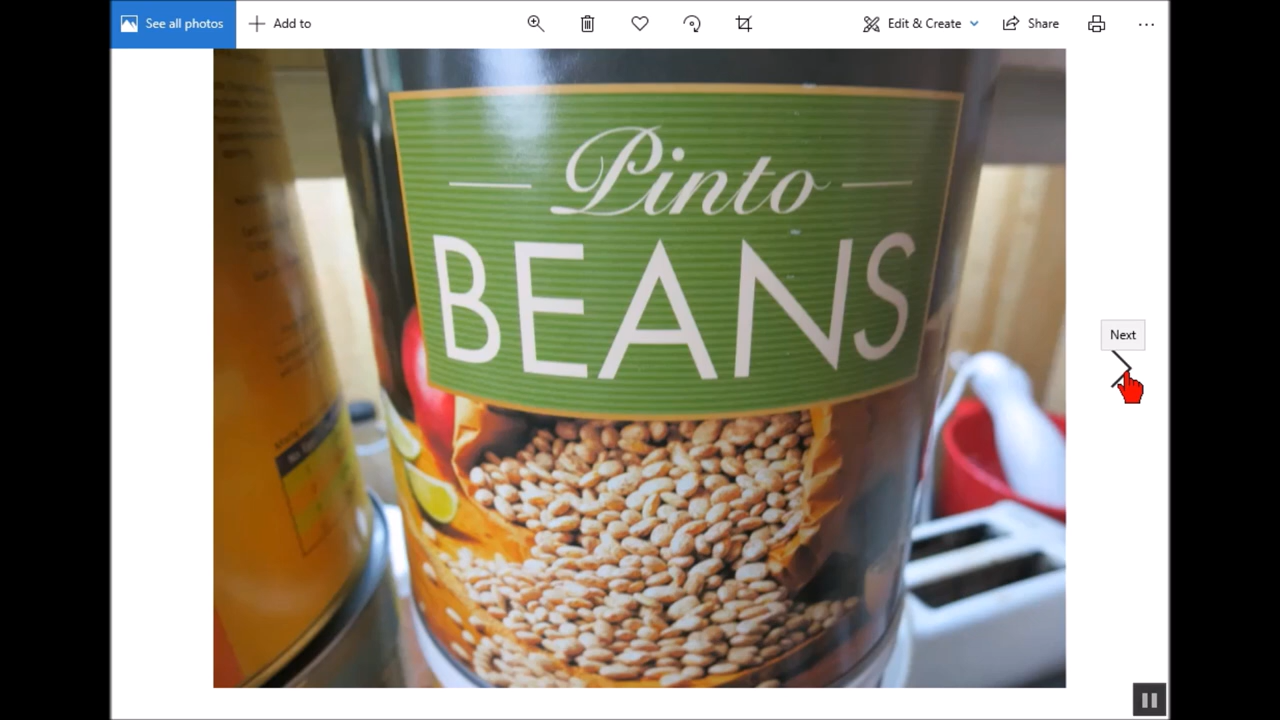 See all photos
Add to
Edit & Create
Share
Pinto
BEANS
Next